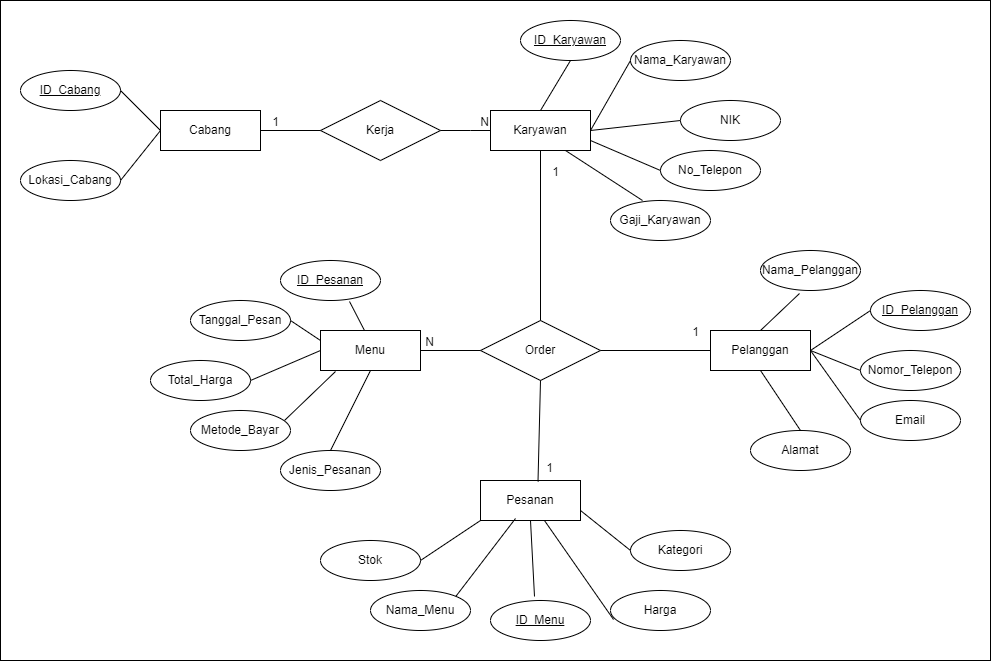 ID_Karyawan
Nama_Karyawan
ID_Cabang
NIK
Cabang
1
Kerja
N
Karyawan
No_Telepon
1
Lokasi_Cabang
Gaji_Karyawan
Nama_Pelanggan
ID_Pesanan
ID_Pelanggan
Tanggal_Pesan
Menu
N
Order
1
Pelanggan
Nomor_Telepon
Total_Harga
Email
Metode_Bayar
Alamat
Jenis_Pesanan
1
Pesanan
Kategori
Stok
Nama_Menu
Harga
ID_Menu